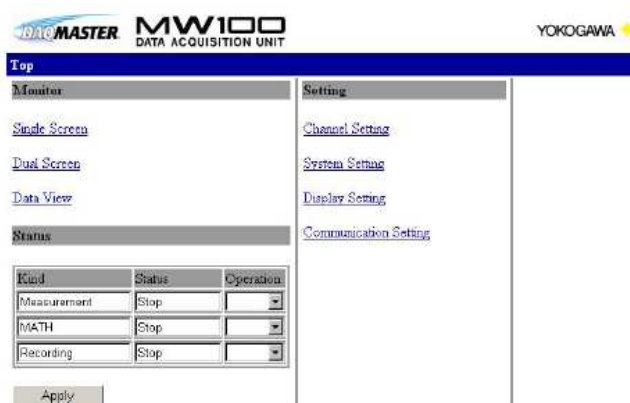 DAQMASTER MW100
DATA ACQUISITION UNIT
YOKOGAWA
Top
Monitor
Single Screen
Dual Screen
Data View
Status
Kind Status Operation
Measurement Stop
MATH Stop
Recording Stop
Apply
Setting
Channel Setting
System Setting
Display Setting
Communication Setting